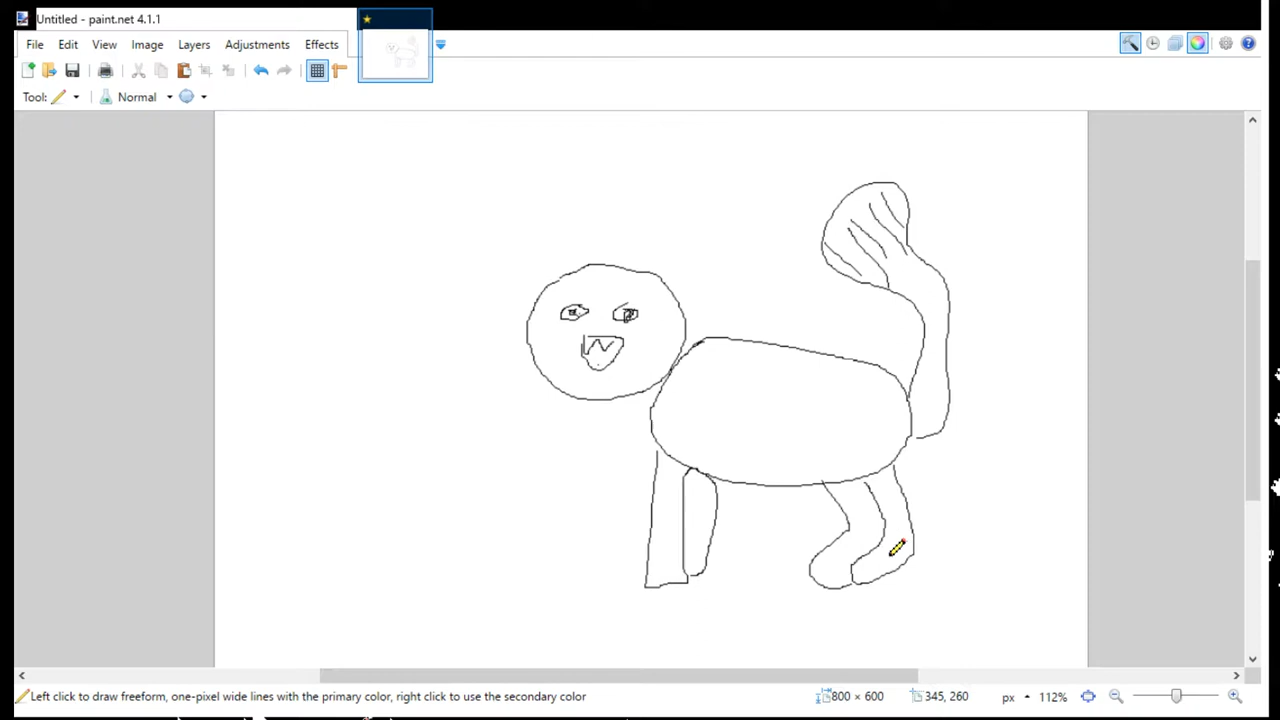 Untitled - paint.net 4.1.1
File Edit View Image Layers Adjustments Effects
Tool: Normal
Left click to draw freeform, one-pixel wide lines with the primary color, right click to use the secondary color 800 × 600 345, 260 px 112%